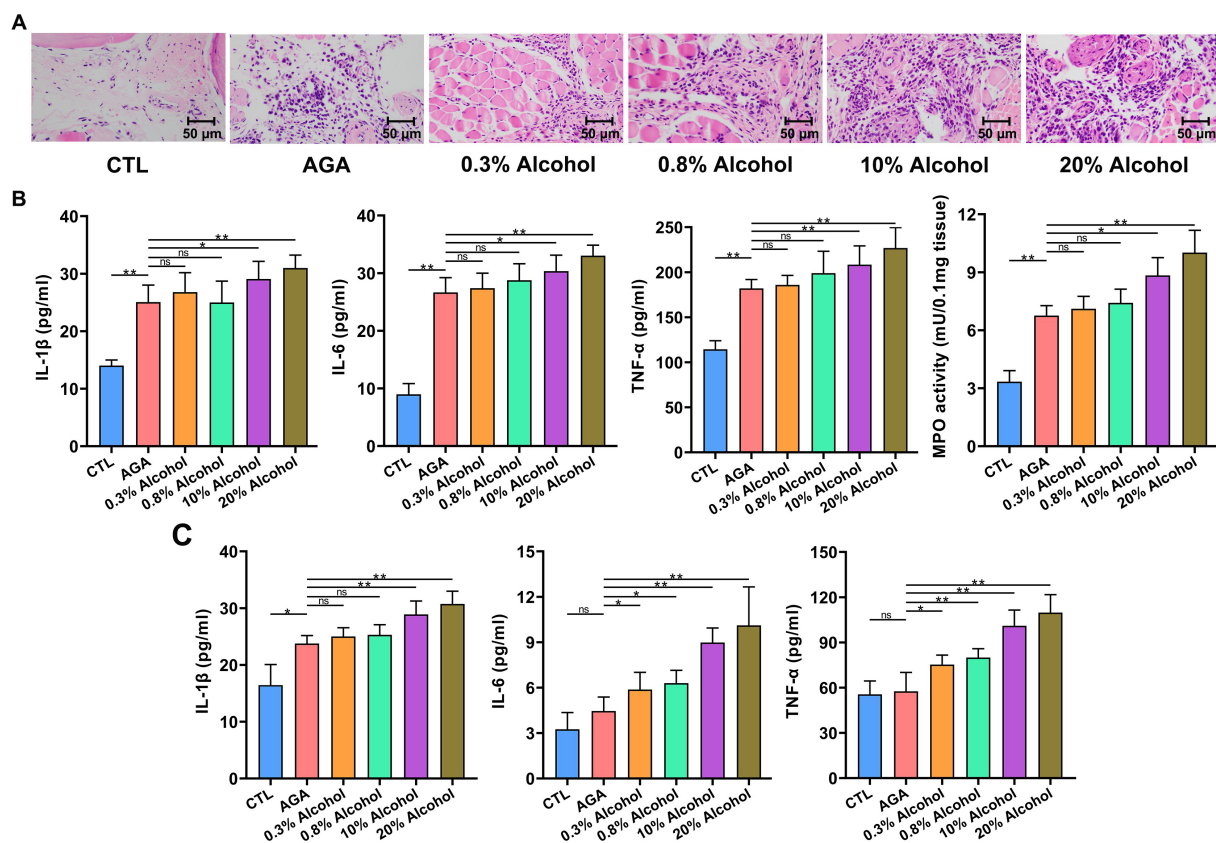 A
50 μm
50 μm
50 μm
50 μm
50 μm
50 μm
CTL
AGA
0.3% Alcohol
0.8% Alcohol
10% Alcohol
20% Alcohol
B
IL-1β (pg/ml)
40
30
20
10
0
**
ns
ns
*
**
CTL
AGA
0.3% Alcohol
0.8% Alcohol
10% Alcohol
20% Alcohol
IL-6 (pg/ml)
40
30
20
10
0
**
ns
ns
*
**
CTL
AGA
0.3% Alcohol
0.8% Alcohol
10% Alcohol
20% Alcohol
TNF-α (pg/ml)
250
200
150
100
50
0
**
ns
ns
**
**
CTL
AGA
0.3% Alcohol
0.8% Alcohol
10% Alcohol
20% Alcohol
MPO activity (mU/0.1mg tissue)
12
9
6
3
0
**
ns
ns
*
**
CTL
AGA
0.3% Alcohol
0.8% Alcohol
10% Alcohol
20% Alcohol
C
IL-1β (pg/ml)
40
30
20
10
0
*
ns
ns
**
**
CTL
AGA
0.3% Alcohol
0.8% Alcohol
10% Alcohol
20% Alcohol
IL-6 (pg/ml)
15
12
9
6
3
0
ns
*
*
**
**
CTL
AGA
0.3% Alcohol
0.8% Alcohol
10% Alcohol
20% Alcohol
TNF-α (pg/ml)
150
120
90
60
30
0
ns
*
**
**
**
CTL
AGA
0.3% Alcohol
0.8% Alcohol
10% Alcohol
20% Alcohol